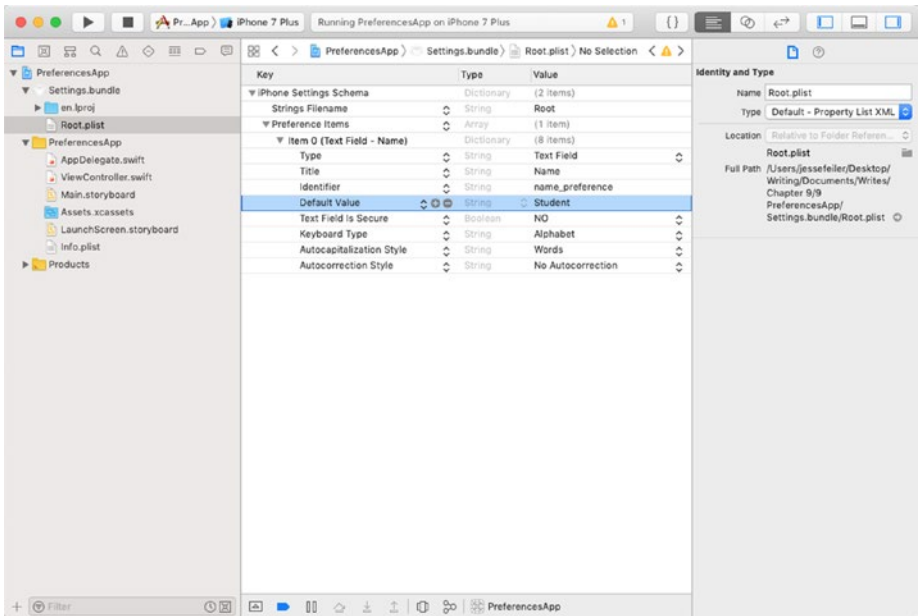 Pr...App iPhone 7 Plus Running PreferencesApp on iPhone 7 Plus 1 {}
PreferencesApp Settings.bundle Root.plist No Selection
PreferencesApp
Settings.bundle
en.lproj
Root.plist
PreferencesApp
AppDelegate.swift
ViewController.swift
Main.storyboard
Assets.xcassets
LaunchScreen.storyboard
Info.plist
Products
Key Type Value
iPhone Settings Schema Dictionary (2 items)
Strings Filename String Root
Preference Items Array (1 item)
Item 0 (Text Field - Name) Dictionary (8 items)
Type String Text Field
Title String Name
Identifier String name_preference
Default Value String Student
Text Field Is Secure Boolean NO
Keyboard Type String Alphabet
Autocapitalization Style String Words
Autocorrection Style String No Autocorrection
Identity and Type
Name Root.plist
Type Default - Property List XML
Location Relative to Folder Referen...
Root.plist
Full Path /Users/jessefeiler/Desktop/
Writing/Documents/Writes/
Chapter 9/9
PreferencesApp/
Settings.bundle/Root.plist
Filter
PreferencesApp